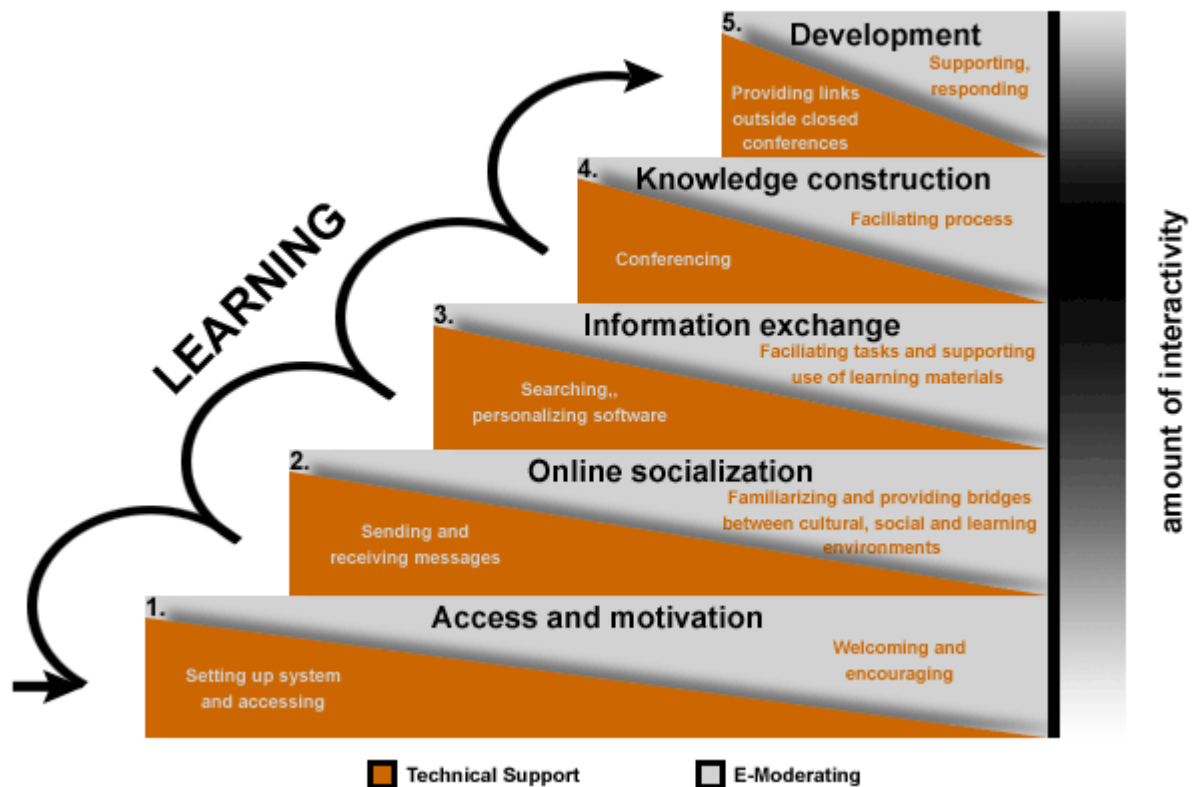 5.
Development
Supporting,
responding
Providing links
outside closed
conferences
4.
Knowledge construction
Faciliating process
Conferencing
LEARNING
3.
Information exchange
Faciliating tasks and supporting
use of learning materials
Searching,,
personalizing software
2.
Online socialization
Familiarizing and providing bridges
between cultural, social and learning
environments
Sending and
receiving messages
1.
Access and motivation
Welcoming and
encouraging
Setting up system
and accessing
amount of interactivity
Technical Support
E-Moderating